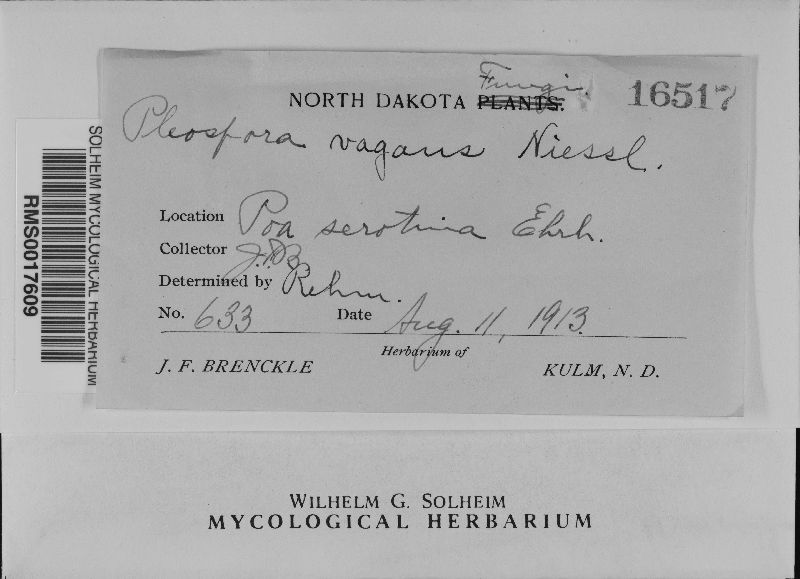 Fungi.
NORTH DAKOTA PLANTS. 16517
Pleospora vagans Niessl.
Location Poa serotina Ehrh.
Collector J.F.B
Determined by Rehm.
No. 633 Date Aug. 11, 1913.
Herbarium of
J. F. BRENCKLE KULM, N. D.
SOLHEIM MYCOLOGICAL HERBARIUM
RMS0017609
WILHELM G. SOLHEIM
MYCOLOGICAL HERBARIUM